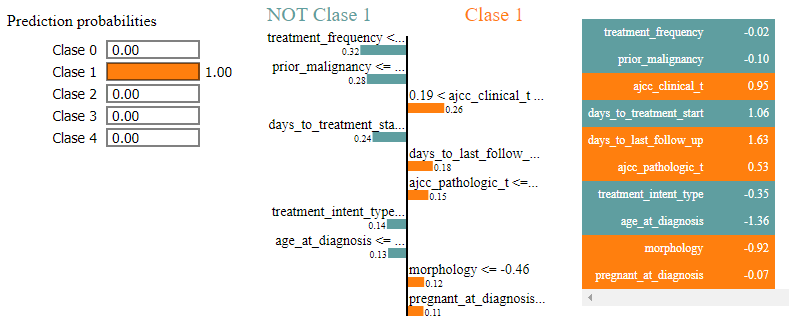 Prediction probabilities
Clase 0 0.00
Clase 1 1.00
Clase 2 0.00
Clase 3 0.00
Clase 4 0.00
NOT Clase 1 Clase 1
treatment_frequency <...
0.32
prior_malignancy <= ...
0.28
0.19 < ajcc_clinical_t ...
0.26
days_to_treatment_sta...
0.24
days_to_last_follow_...
0.18
ajcc_pathologic_t <=...
0.15
treatment_intent_type...
0.14
age_at_diagnosis <= ...
0.13
morphology <= -0.46
0.12
pregnant_at_diagnosis...
0.11
treatment_frequency -0.02
prior_malignancy -0.10
ajcc_clinical_t 0.95
days_to_treatment_start 1.06
days_to_last_follow_up 1.63
ajcc_pathologic_t 0.53
treatment_intent_type -0.35
age_at_diagnosis -1.36
morphology -0.92
pregnant_at_diagnosis -0.07